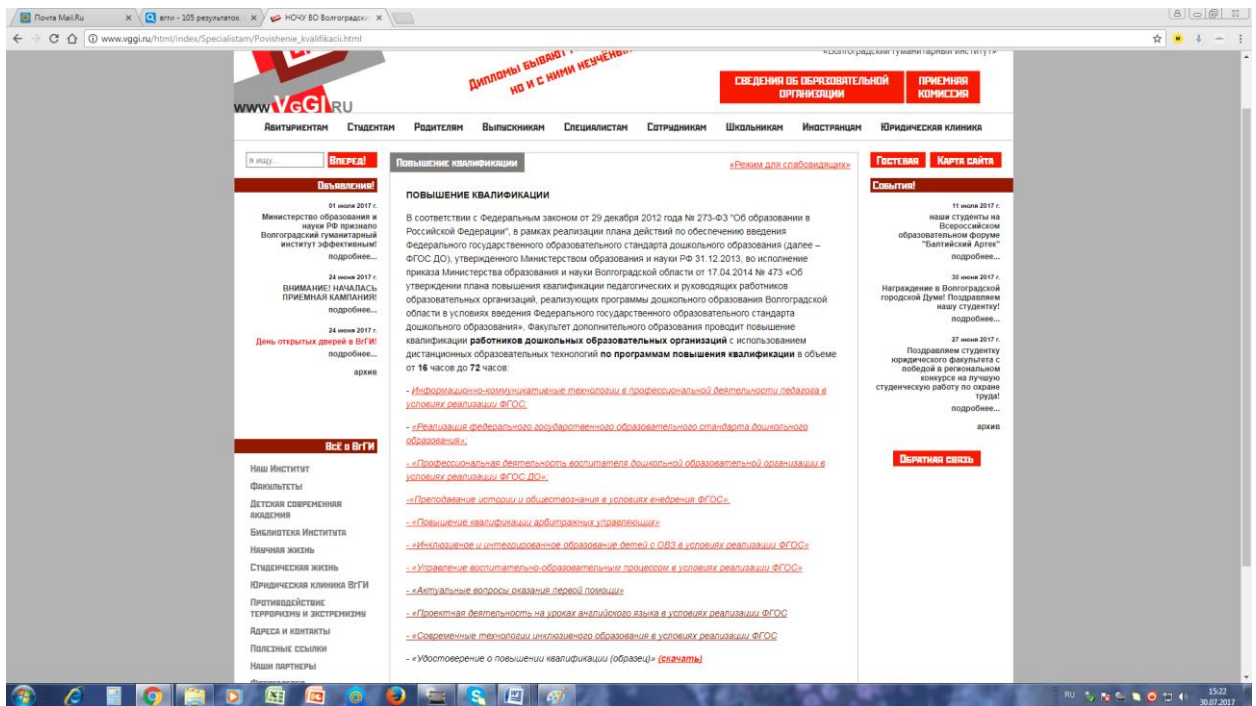 Почта Mail.Ru
вгги - 105 результатов.
НОЧУ ВО Волгоградски
www.vggi.ru/html/index/Specialistam/Povishenie_kvalifikacii.html
Дипломы бывают
но и с ними неучёны
www VGGI RU
СВЕДЕНИЯ ОБ ОБРАЗОВАТЕЛЬНОЙ
ОРГАНИЗАЦИИ
ПРИЕМНАЯ
КОМИССИЯ
Абитуриентам Студентам Родителям Выпускникам Специалистам Сотрудникам Школьникам Иностранцам Юридическая клиника
я ищу...
Вперед!
Объявления!
01 июля 2017 г.
Министерство образования и
науки РФ признало
Волгоградский гуманитарный
институт эффективным!
подробнее...
24 июня 2017 г.
ВНИМАНИЕ! НАЧАЛАСЬ
ПРИЕМНАЯ КАМПАНИЯ!
подробнее...
24 июня 2017 г.
День открытых дверей в ВгГИ!
подробнее...
архив
Всё о ВгГИ
Наш Институт
Факультеты
Детская современная
академия
Библиотека Института
Научная жизнь
Студенческая жизнь
Юридическая клиника ВгГИ
Противодействие
терроризму и экстремизму
Адреса и контакты
Полезные ссылки
Наши партнеры
Повышение квалификации
«Режим для слабовидящих»
ПОВЫШЕНИЕ КВАЛИФИКАЦИИ
В соответствии с Федеральным законом от 29 декабря 2012 года № 273-ФЗ "Об образовании в
Российской Федерации", в рамках реализации плана действий по обеспечению введения
Федерального государственного образовательного стандарта дошкольного образования (далее –
ФГОС ДО), утвержденного Министерством образования и науки РФ 31.12.2013, во исполнение
приказа Министерства образования и науки Волгоградской области от 17.04.2014 № 473 «Об
утверждении плана повышения квалификации педагогических и руководящих работников
образовательных организаций, реализующих программы дошкольного образования Волгоградской
области в условиях введения Федерального государственного образовательного стандарта
дошкольного образования», Факультет дополнительного образования проводит повышение
квалификации работников дошкольных образовательных организаций с использованием
дистанционных образовательных технологий по программам повышения квалификации в объеме
от 16 часов до 72 часов:
- Информационно-коммуникативные технологии в профессиональной деятельности педагога в
условиях реализации ФГОС;
- «Реализация федерального государственного образовательного стандарта дошкольного
образования»;
- «Профессиональная деятельность воспитателя дошкольной образовательной организации в
условиях реализации ФГОС ДО»;
-«Преподавание истории и обществознания в условиях внедрения ФГОС».
- «Повышение квалификации арбитражных управляющих»
- «Инклюзивное и интегрированное образование детей с ОВЗ в условиях реализации ФГОС»
- «Управление воспитательно-образовательным процессом в условиях реализации ФГОС»
- «Актуальные вопросы оказания первой помощи»
- «Проектная деятельность на уроках английского языка в условиях реализации ФГОС
- «Современные технологии инклюзивного образования в условиях реализации ФГОС
- «Удостоверение о повышении квалификации (образец)» (скачать)
Гостевая Карта сайта
События!
11 июля 2017 г.
наши студенты на
Всероссийском
образовательном форуме
"Балтийский Артек"
подробнее...
30 июня 2017 г.
Награждение в Волгоградской
городской Думе! Поздравляем
нашу студентку!
подробнее...
27 июня 2017 г.
Поздравляем студентку
юридического факультета с
победой в региональном
конкурсе на лучшую
студенческую работу по охране
труда!
подробнее...
архив
Обратная связь
RU
15:22
30.07.2017